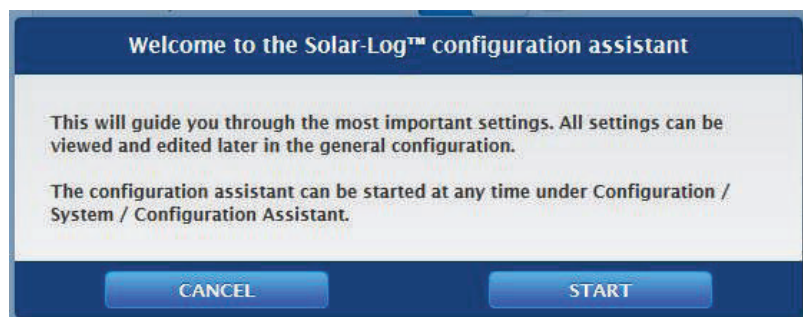 Welcome to the Solar-Log™ configuration assistant
This will guide you through the most important settings. All settings can be
viewed and edited later in the general configuration.
The configuration assistant can be started at any time under Configuration /
System / Configuration Assistant.
CANCEL
START